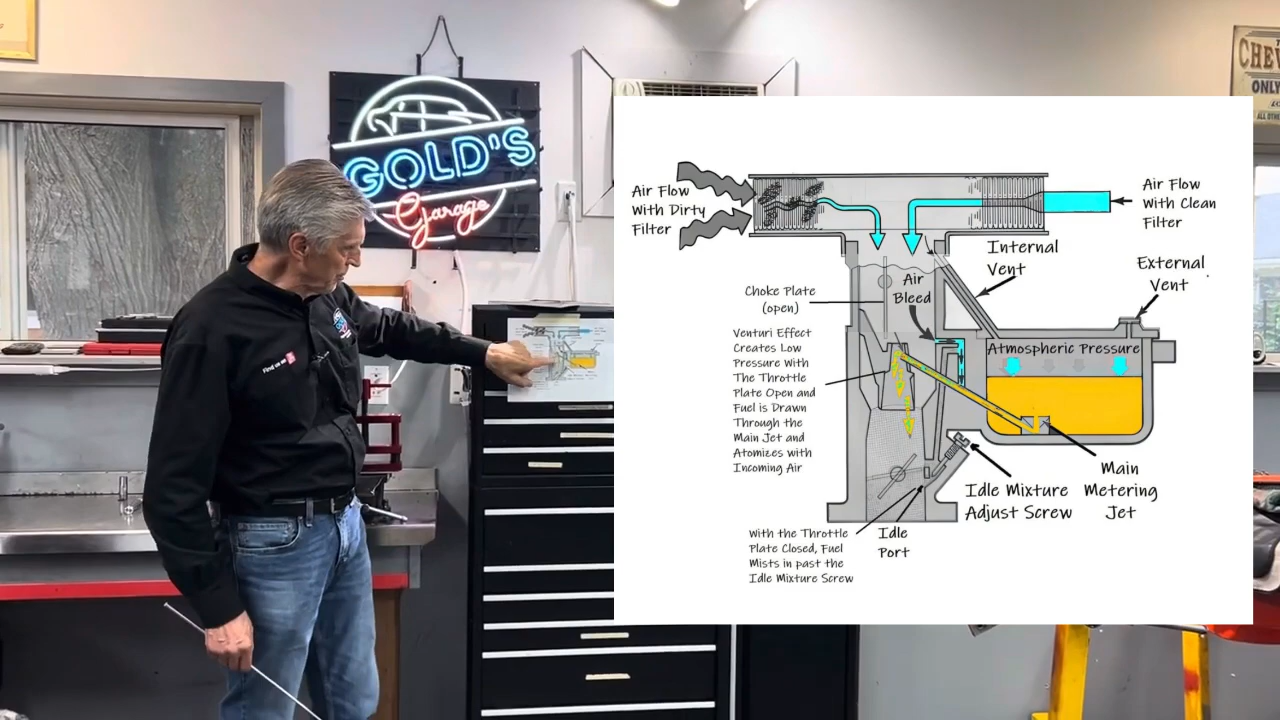 GOLD'S
Garage
Find us on
CHEV
ONLY
Air Flow
With Dirty
Filter
Air Flow
With Clean
Filter
Internal
Vent
External
Vent
Choke Plate
(open)
Air
Bleed
Atmospheric Pressure
Venturi Effect
Creates Low
Pressure With
The Throttle
Plate Open and
Fuel is Drawn
Through the
Main Jet and
Atomizes with
Incoming Air
Main
Metering
Jet
Idle Mixture
Adjust Screw
Idle
Port
With the Throttle
Plate Closed, Fuel
Mists in past the
Idle Mixture Screw